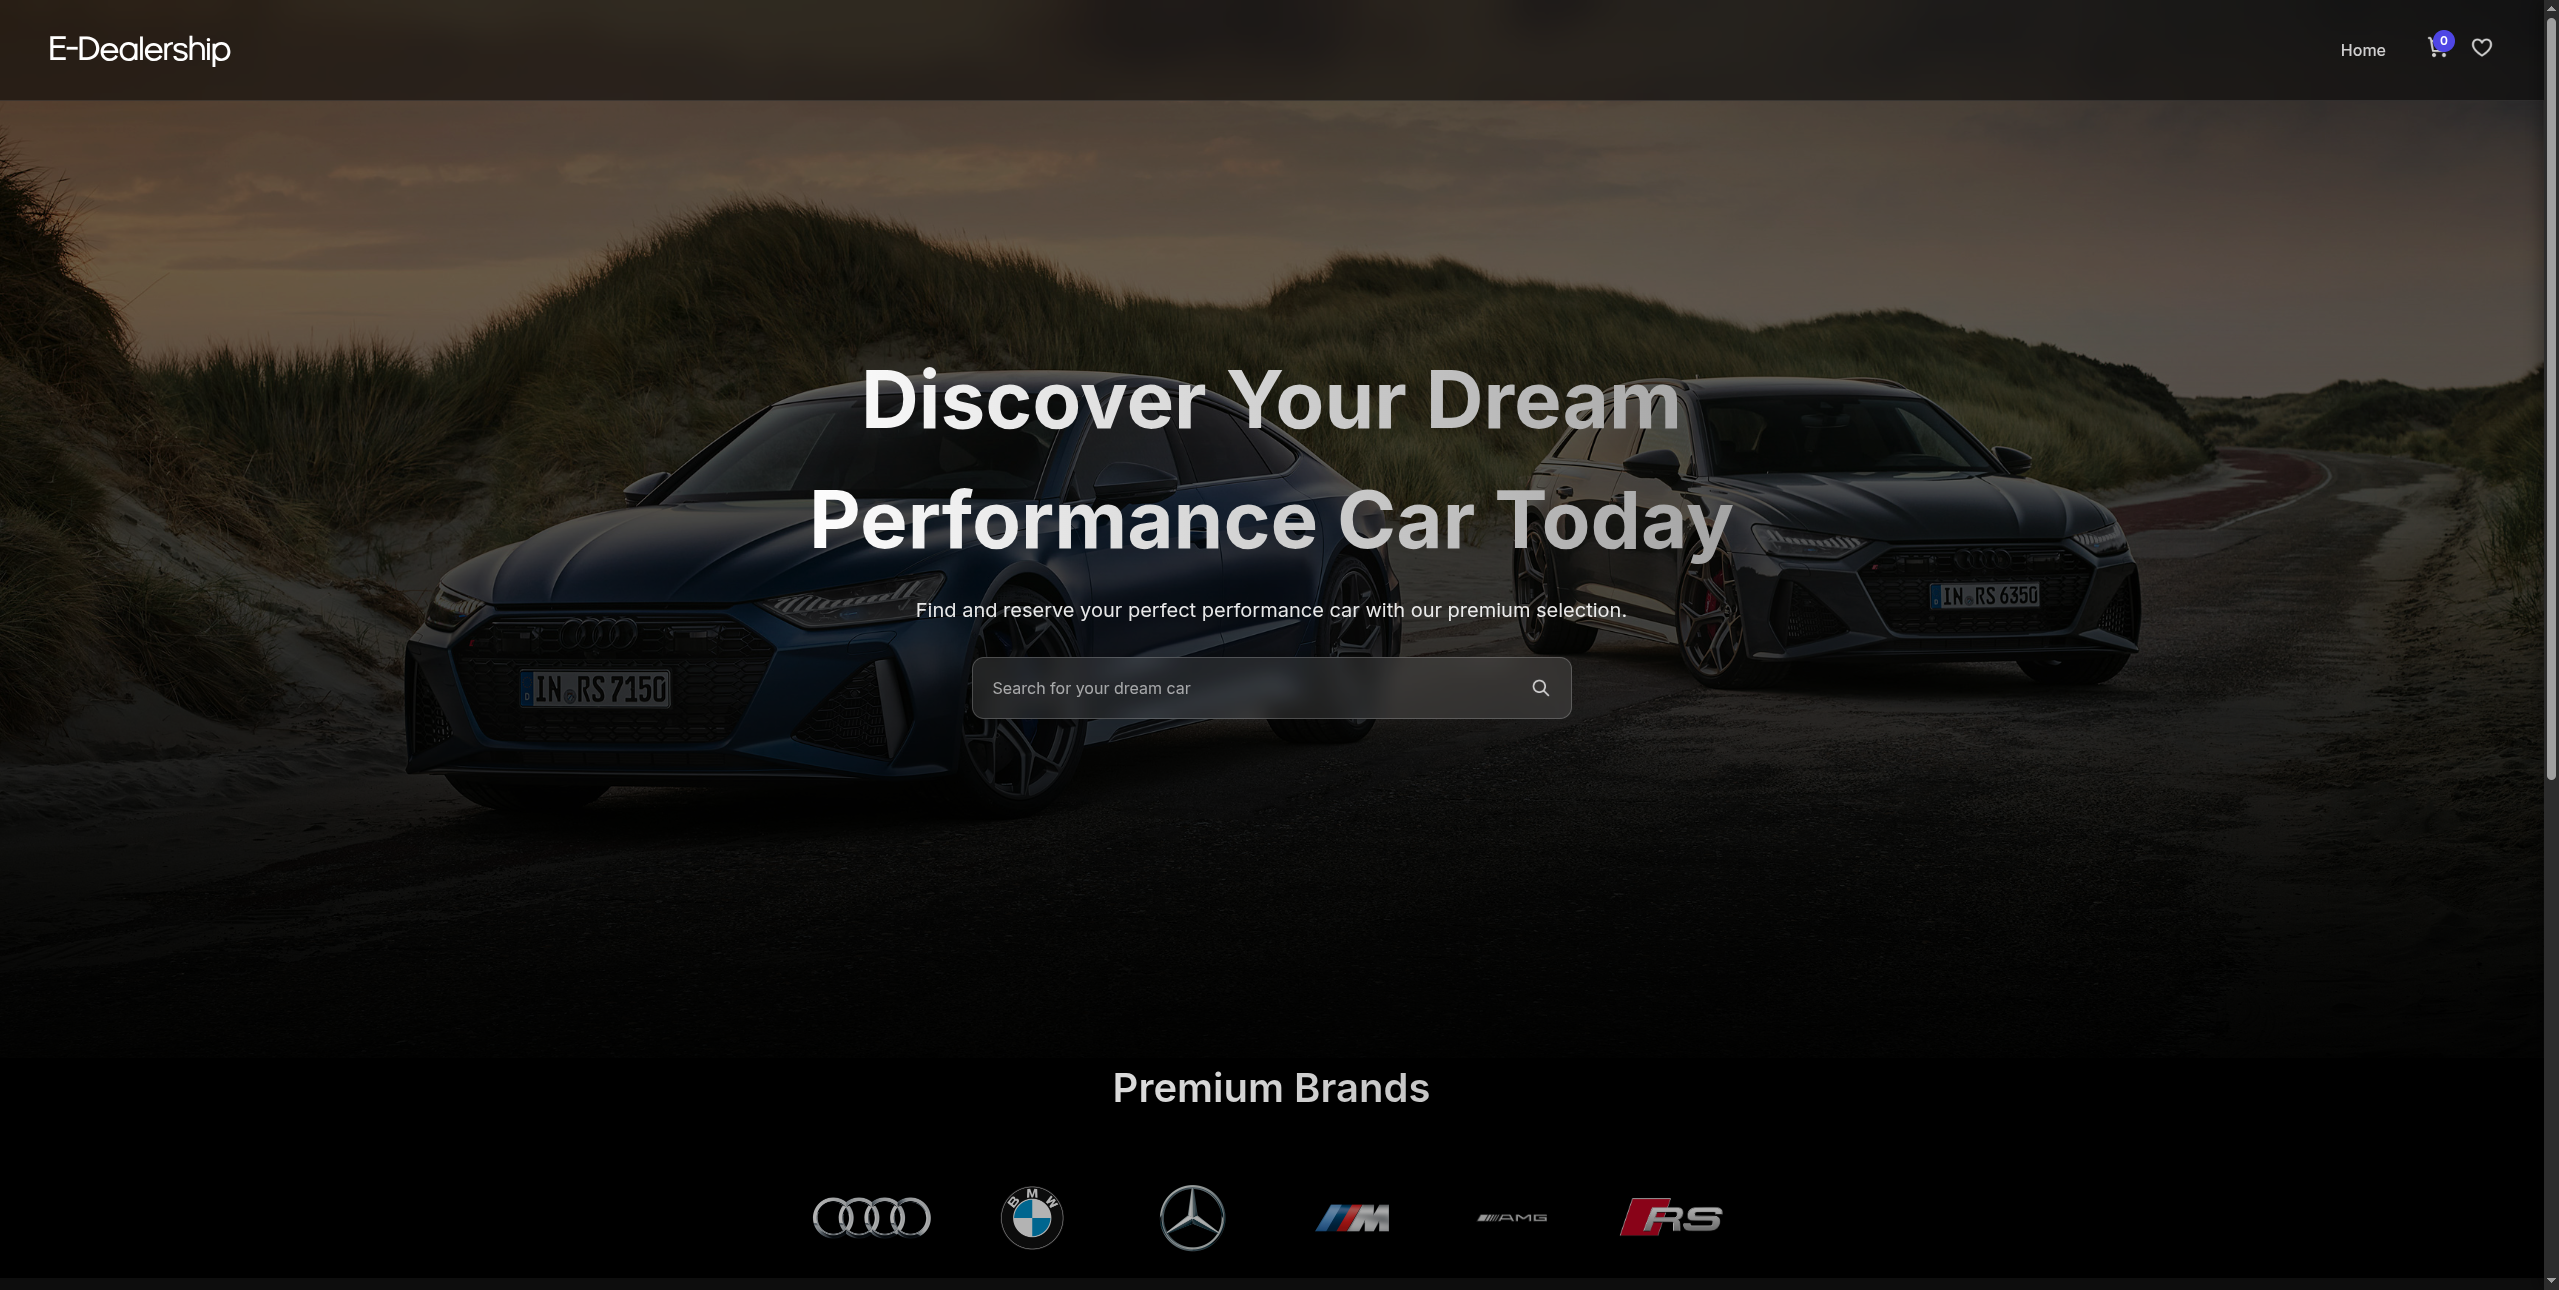 E-Dealership
Home
0
Discover Your Dream
Performance Car Today
Find and reserve your perfect performance car with our premium selection.
Search for your dream car
IN RS 7150
IN RS 6350
Premium Brands
BMW
M
AMG
RS